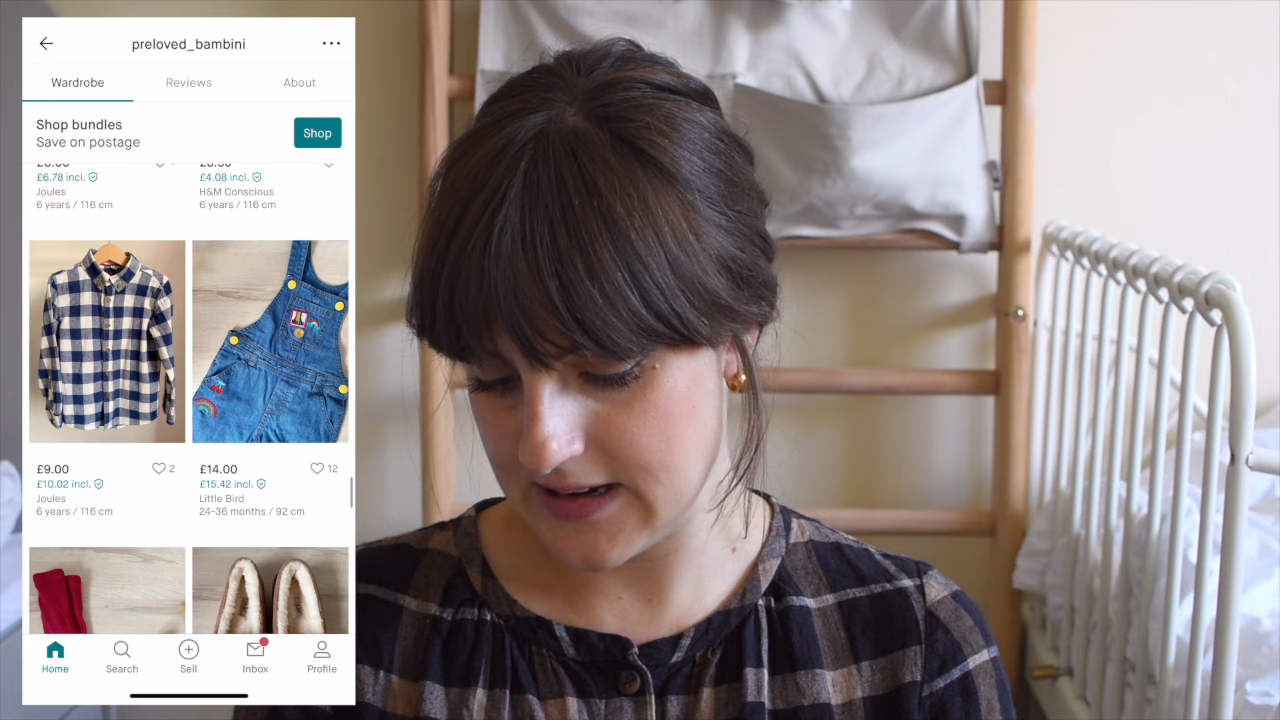 preloved_bambini
Wardrobe Reviews About
Shop bundles
Save on postage
Shop
£6.78 incl. £4.08 incl.
Joules H&M Conscious
6 years / 116 cm 6 years / 116 cm
£9.00 2 £14.00 12
£10.02 incl. £15.42 incl.
Joules Little Bird
6 years / 116 cm 24-36 months / 92 cm
Home Search Sell Inbox Profile